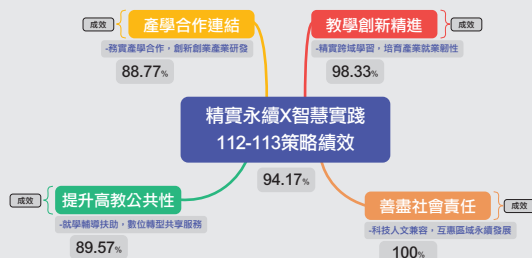 成效
產學合作連結
-務實產學合作，創新創業產業研發
88.77%
教學創新精進
成效
-精實跨域學習，培育產業就業韌性
98.33%
精實永續X智慧實踐
112-113策略績效
94.17%
成效
提升高教公共性
-就學輔導扶助，數位轉型共享服務
89.57%
善盡社會責任
成效
-科技人文兼容，互惠區域永續發展
100%